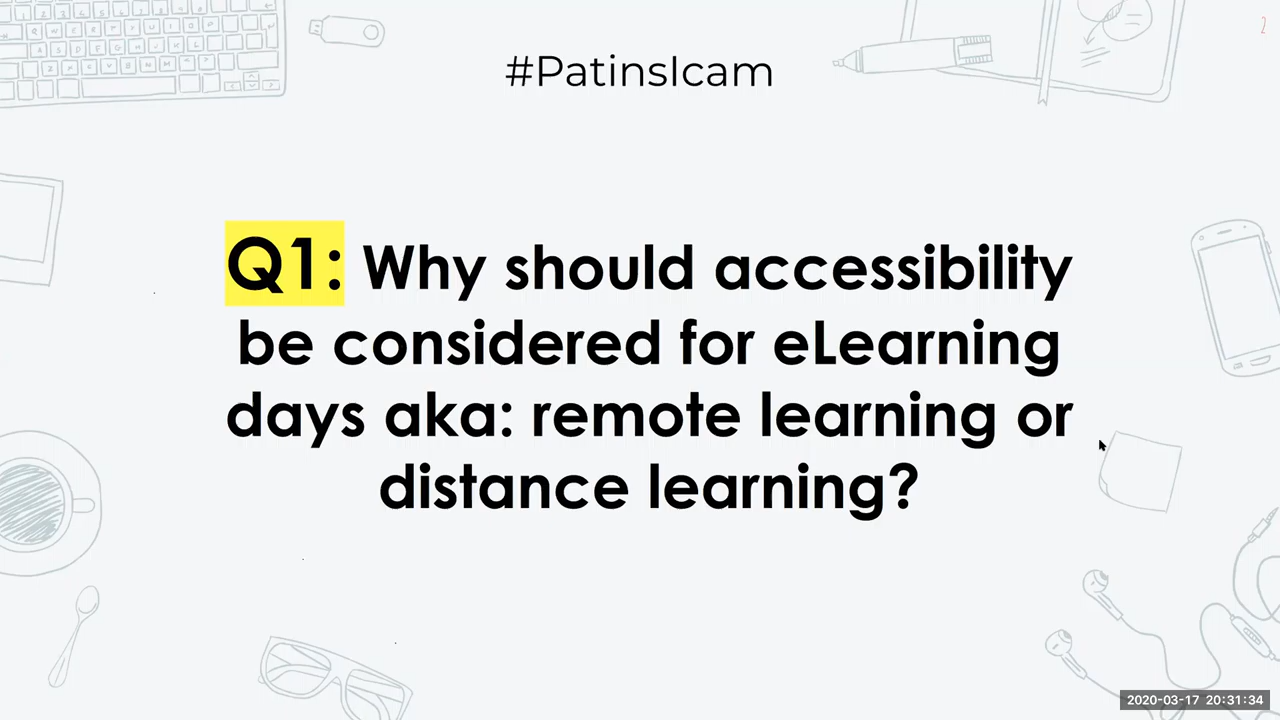 2
#PatinsIcam
Q1: Why should accessibility
be considered for eLearning
days aka: remote learning or
distance learning?
2020-03-17 20:31:34